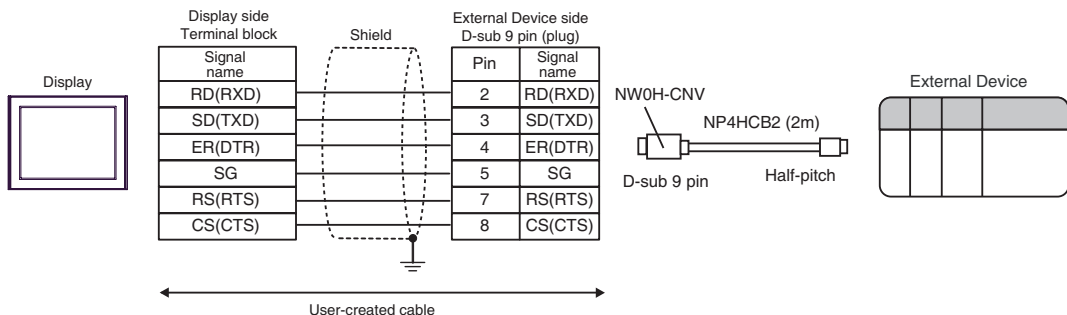 Display side
Terminal block
Shield
External Device side
D-sub 9 pin (plug)
Signal name
Pin
Signal name
RD(RXD)
2
RD(RXD)
SD(TXD)
3
SD(TXD)
ER(DTR)
4
ER(DTR)
SG
5
SG
RS(RTS)
7
RS(RTS)
CS(CTS)
8
CS(CTS)
User-created cable
Display
NW0H-CNV
NP4HCB2 (2m)
D-sub 9 pin
Half-pitch
External Device